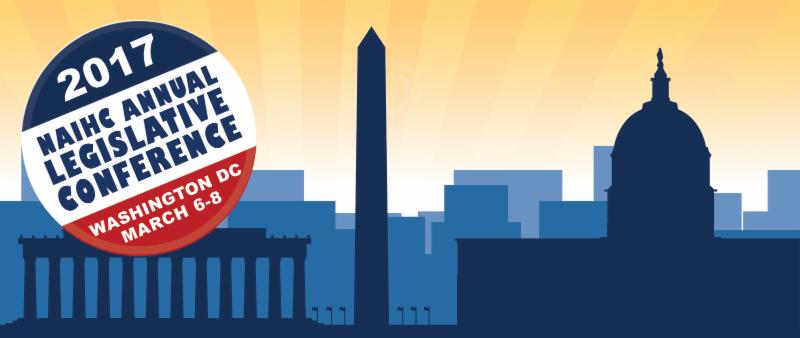 2017
NAIHC ANNUAL
LEGISLATIVE
CONFERENCE
WASHINGTON DC
MARCH 6-8